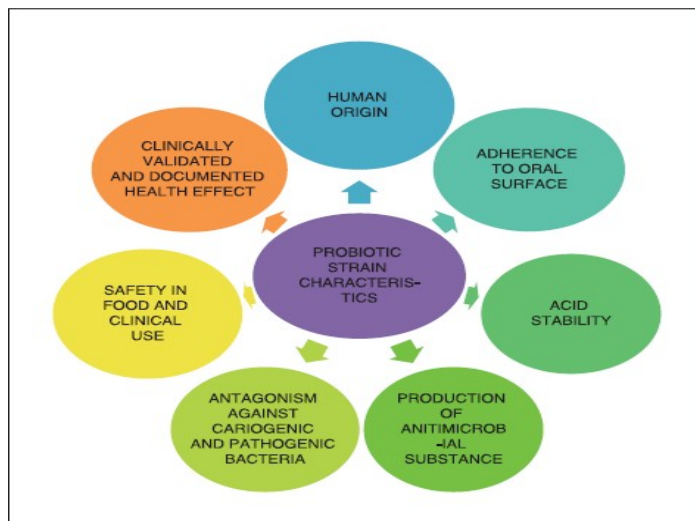 HUMAN
ORIGIN
ADHERENCE
TO ORAL
SURFACE
ACID
STABILITY
PRODUCTION
OF
ANITIMICROB
-IAL
SUBSTANCE
ANTAGONISM
AGAINST
CARIOGENIC
AND PATHOGENIC
BACTERIA
SAFETY IN
FOOD AND
CLINICAL
USE
CLINICALLY
VALIDATED
AND DOCUMENTED
HEALTH EFFECT
PROBIOTIC
STRAIN
CHARACTERIS-
TICS